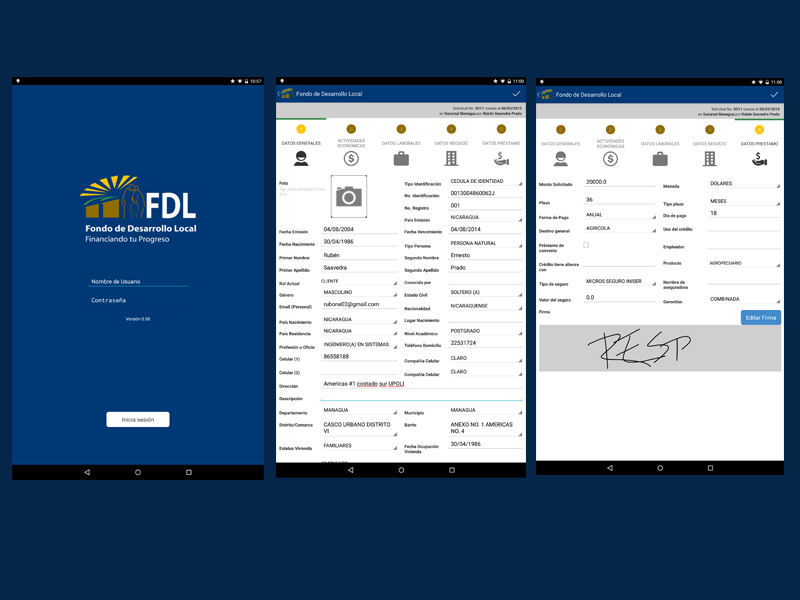 10:57
FDL
Fondo de Desarrollo Local
Financiando tu Progreso
Nombre de Usuario
Contraseña
Versión 0.98
Inicia sesión
11:00
Fondo de Desarrollo Local
Solicitud No. 0011 creada el 06/03/2015
en Sucursal Managua por Rubén Saavedra Prado
1 2 3 4 5
DATOS GENERALES ACTIVIDADES ECONÓMICAS DATOS LABORALES DATOS NEGOCIO DATOS PRESTAMO
Foto
Tipo Identificación CEDULA DE IDENTIDAD
No. Identificación 0013004860062J
No. Registro 001
País Emisión NICARAGUA
Fecha Emisión 04/08/2004 Fecha Vencimiento 04/08/2014
Fecha Nacimiento 30/04/1986 Tipo Persona PERSONA NATURAL
Primer Nombre Rubén Segundo Nombre Ernesto
Primer Apellido Saavedra Segundo Apellido Prado
Rol Actual CLIENTE Conocido por
Género MASCULINO Estado Civil SOLTERO (A)
Email (Personal) rubone02@gmail.com Nacionalidad NICARAGUENSE
País Nacimiento NICARAGUA Lugar Nacimiento
País Residencia NICARAGUA Nivel Académico POSTGRADO
Profesión u Oficio INGENIERO(A) EN SISTEMAS Teléfono Domicilio 22531724
Celular (1) 86558188 Compañía Celular CLARO
Celular (2) Compañía Celular CLARO
Dirección Americas #1 costado sur UPOLI
Descripción
Departamento MANAGUA Municipio MANAGUA
Distrito/Comarca CASCO URBANO DISTRITO VI Barrio ANEXO NO. 1 AMERICAS NO. 4
Estatus Vivienda FAMILIARES Fecha Ocupación Vivienda 30/04/1986
11:00
Fondo de Desarrollo Local
Solicitud No. 0011 creada el 06/03/2015
en Sucursal Managua por Rubén Saavedra Prado
1 2 3 4 5
DATOS GENERALES ACTIVIDADES ECONÓMICAS DATOS LABORALES DATOS NEGOCIO DATOS PRESTAMO
Monto Solicitado 20000.0 Moneda DOLARES
Plazo 36 Tipo plazo MESES
Forma de Pago ANUAL Día de pago 18
Destino general AGRICOLA Uso del crédito
Préstamo de convenio Empleador
Crédito tiene alianza con Producto AGROPECUARIO
Tipo de seguro MICROS SEGURO INISER Nombre de aseguradora
Valor del seguro 0.0 Garantías COMBINADA
Firma
Editar Firma